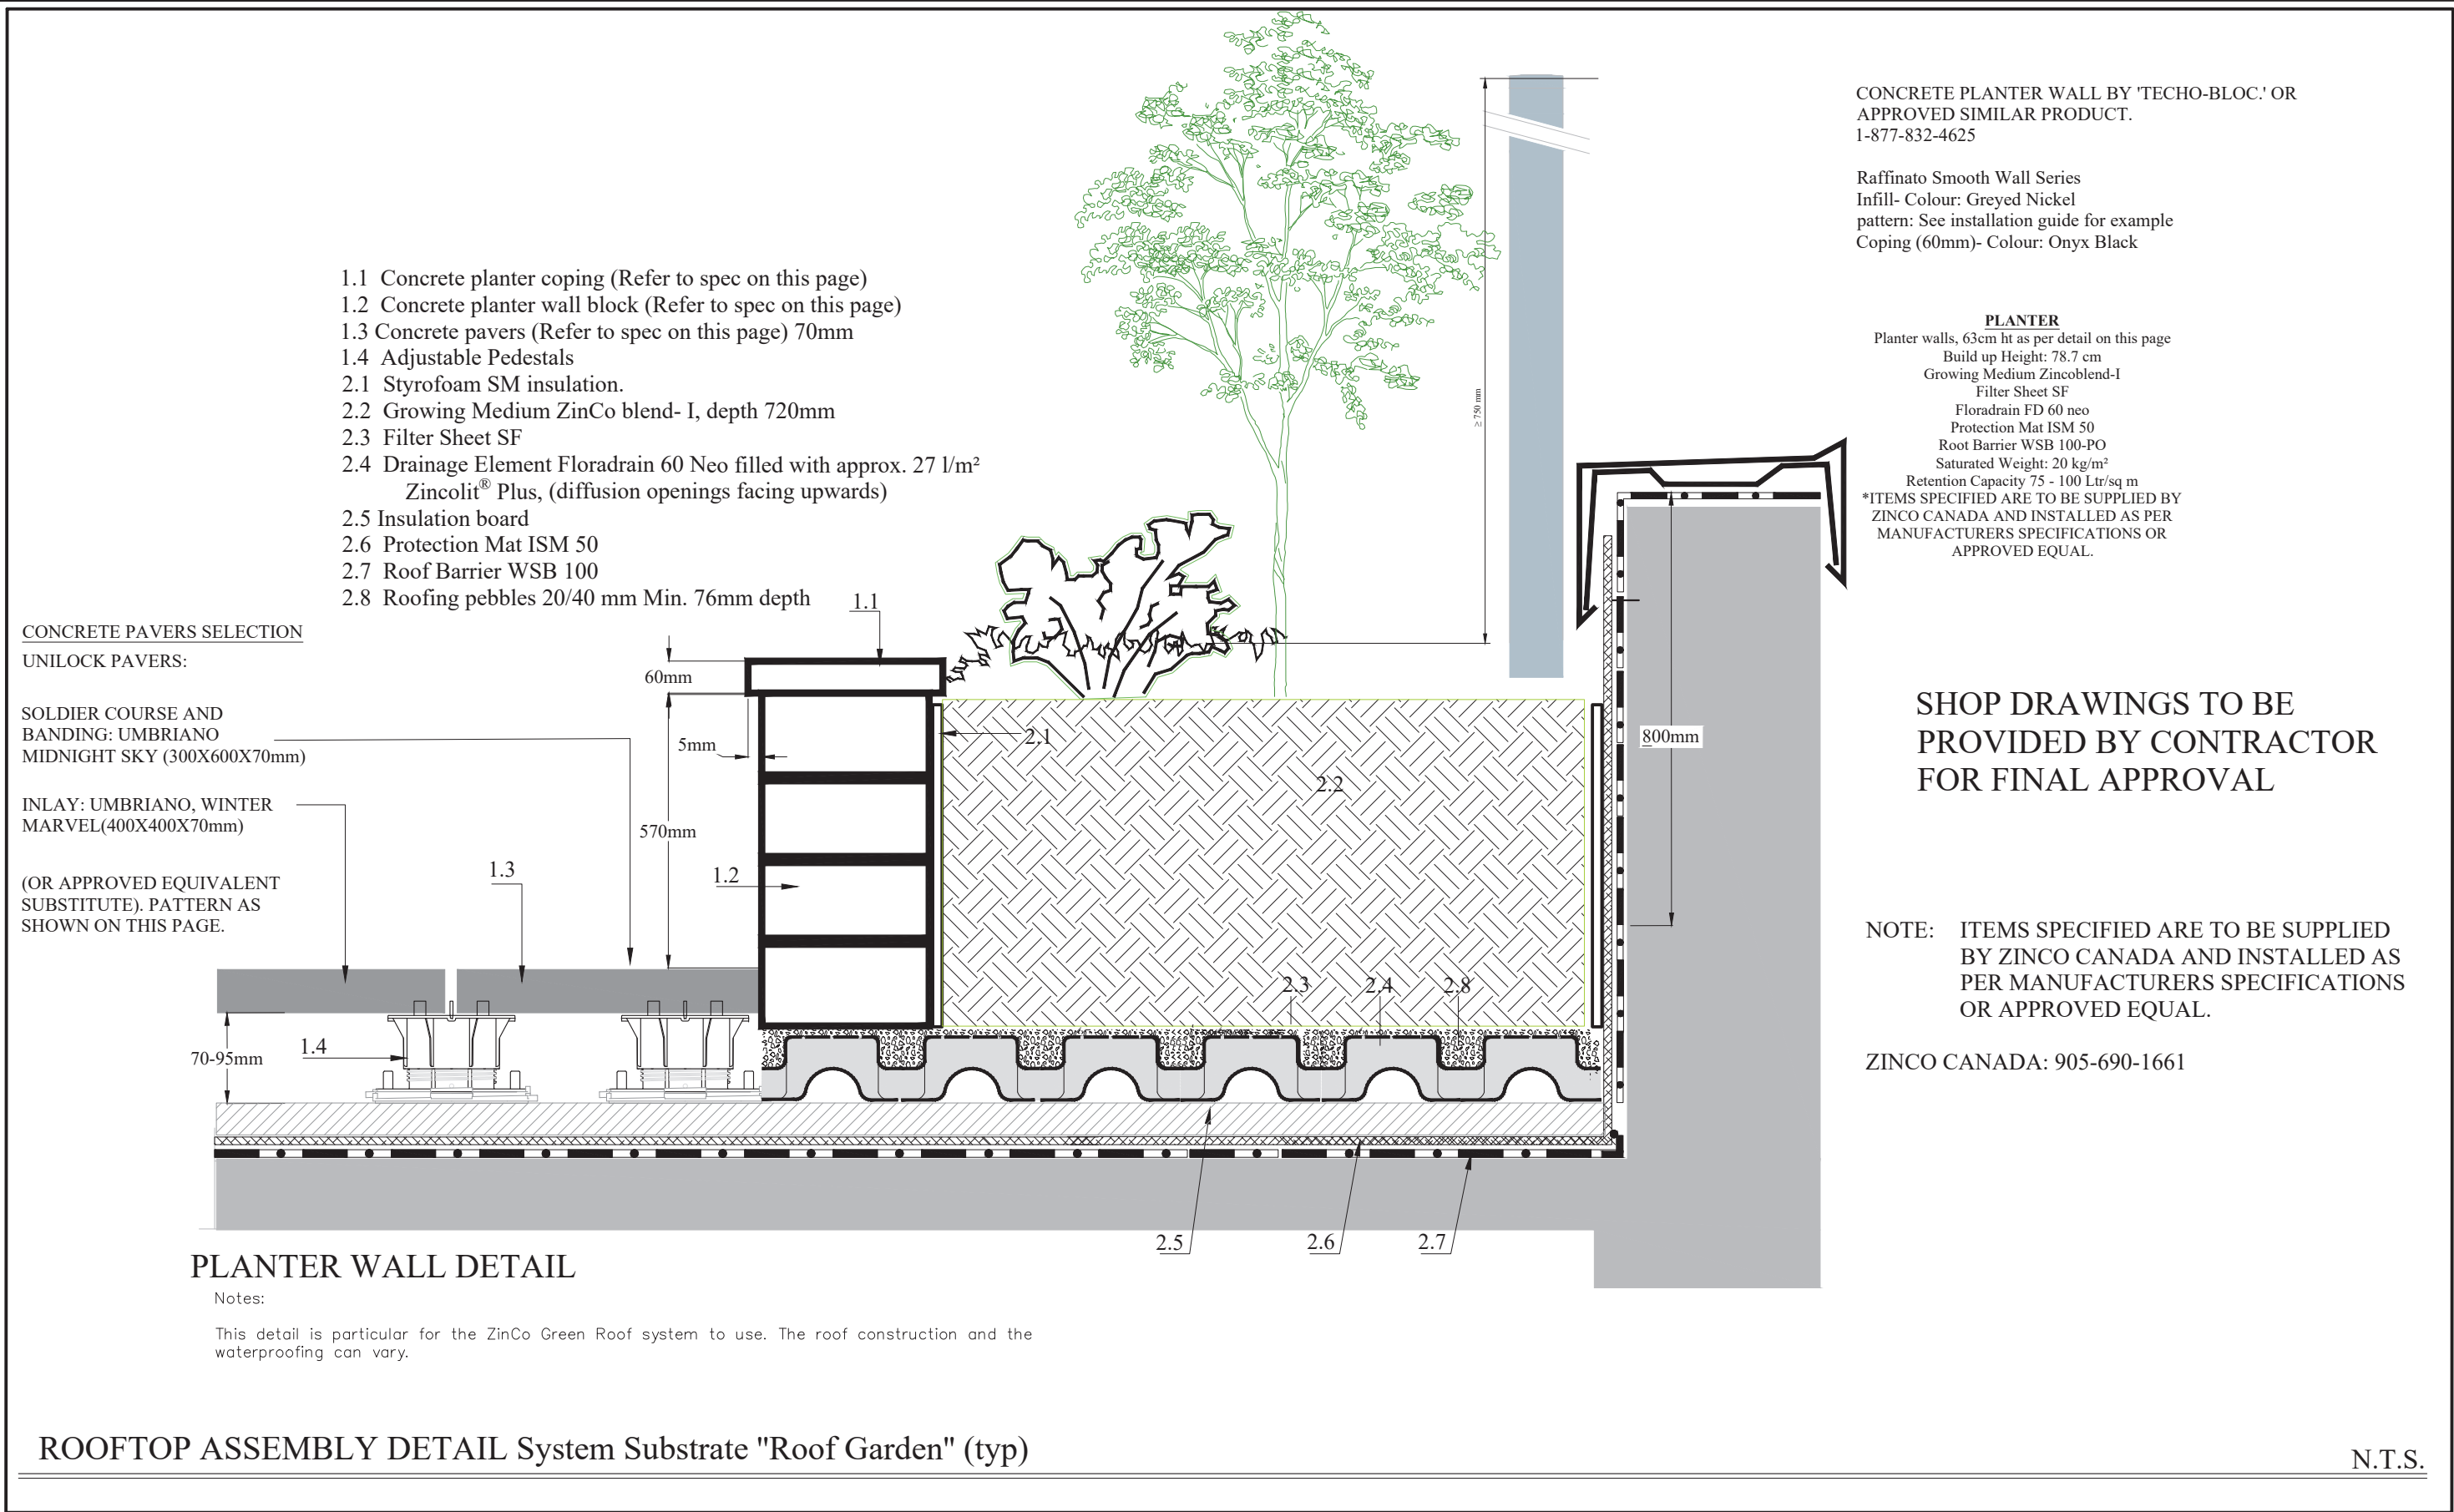 CONCRETE PLANTER WALL BY 'TECHO-BLOC.' OR
APPROVED SIMILAR PRODUCT.
1-877-832-4625
Raffinato Smooth Wall Series
Infill- Colour: Greyed Nickel
pattern: See installation guide for example
Coping (60mm)- Colour: Onyx Black
1.1 Concrete planter coping (Refer to spec on this page)
1.2 Concrete planter wall block (Refer to spec on this page)
1.3 Concrete pavers (Refer to spec on this page) 70mm
1.4 Adjustable Pedestals
2.1 Styrofoam SM insulation.
2.2 Growing Medium ZinCo blend- I, depth 720mm
2.3 Filter Sheet SF
2.4 Drainage Element Floradrain 60 Neo filled with approx. 27 l/m²
Zincolit® Plus, (diffusion openings facing upwards)
2.5 Insulation board
2.6 Protection Mat ISM 50
2.7 Roof Barrier WSB 100
2.8 Roofing pebbles 20/40 mm Min. 76mm depth
PLANTER
Planter walls, 63cm ht as per detail on this page
Build up Height: 78.7 cm
Growing Medium Zincoblend-I
Filter Sheet SF
Floradrain FD 60 neo
Protection Mat ISM 50
Root Barrier WSB 100-PO
Saturated Weight: 20 kg/m²
Retention Capacity 75 - 100 Ltr/sq m
*ITEMS SPECIFIED ARE TO BE SUPPLIED BY
ZINCO CANADA AND INSTALLED AS PER
MANUFACTURERS SPECIFICATIONS OR
APPROVED EQUAL.
≥ 750 mm
CONCRETE PAVERS SELECTION
UNILOCK PAVERS:
SOLDIER COURSE AND
BANDING: UMBRIANO
MIDNIGHT SKY (300X600X70mm)
INLAY: UMBRIANO, WINTER
MARVEL(400X400X70mm)
(OR APPROVED EQUIVALENT
SUBSTITUTE). PATTERN AS
SHOWN ON THIS PAGE.
1.1
60mm
5mm
570mm
1.2
1.3
1.4
70-95mm
2.1
2.2
2.3
2.4
2.8
800mm
2.5
2.6
2.7
SHOP DRAWINGS TO BE
PROVIDED BY CONTRACTOR
FOR FINAL APPROVAL
NOTE: ITEMS SPECIFIED ARE TO BE SUPPLIED
BY ZINCO CANADA AND INSTALLED AS
PER MANUFACTURERS SPECIFICATIONS
OR APPROVED EQUAL.
ZINCO CANADA: 905-690-1661
PLANTER WALL DETAIL
Notes:
This detail is particular for the ZinCo Green Roof system to use. The roof construction and the
waterproofing can vary.
ROOFTOP ASSEMBLY DETAIL System Substrate "Roof Garden" (typ)
N.T.S.